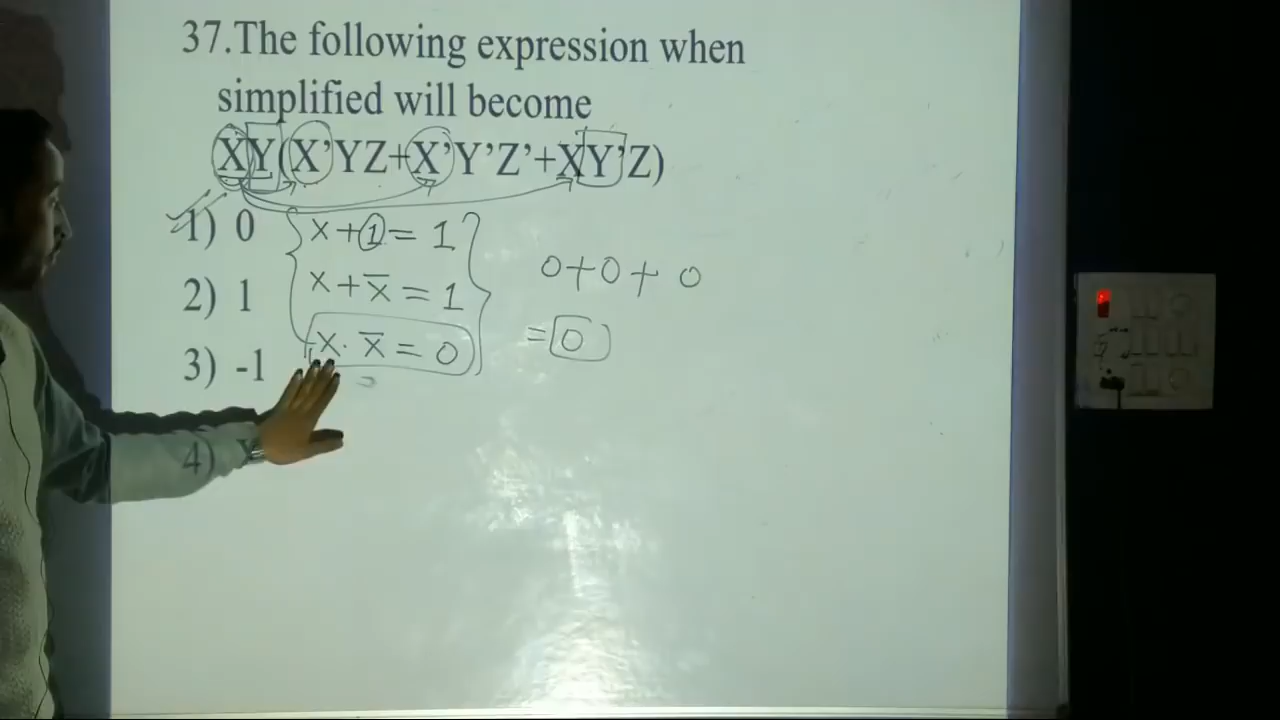 37.The following expression when
simplified will become
XY(X'YZ+X'Y'Z'+XY'Z)
1) 0
x+1=1
2) 1
x+x̅=1
0+0+0
3) -1
x·x̅=0
=0
=
4)